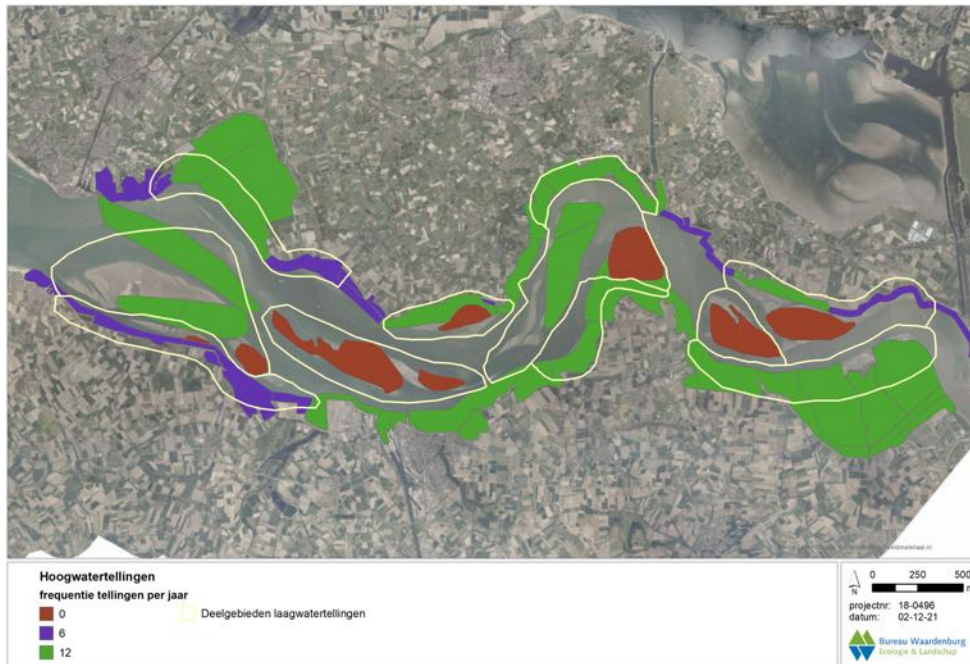 Hoogwatertellingen
frequentie tellingen per jaar
0
6
12
Deelgebieden laagwatertellingen
N
0 250 500
projectnr: 18-0496
datum: 02-12-21
Bureau Waardenburg
Ecologie & Landschap